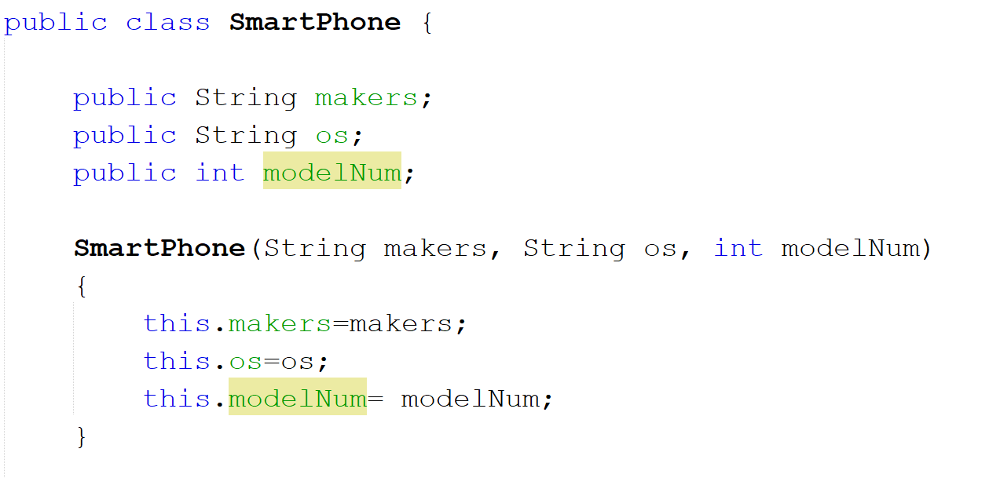 public class SmartPhone {
public String makers;
public String os;
public int modelNum;
SmartPhone(String makers, String os, int modelNum)
{
this.makers=makers;
this.os=os;
this.modelNum= modelNum;
}